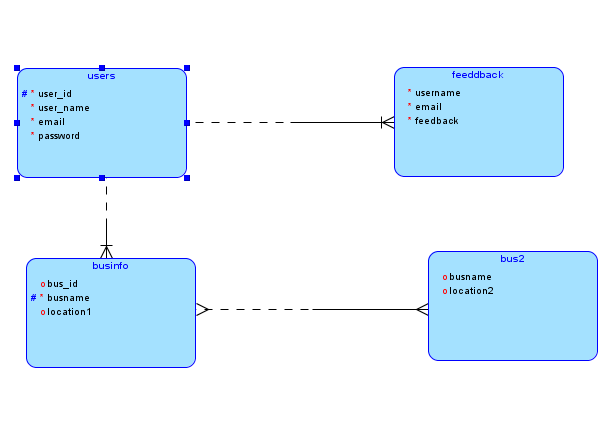 users
# * user_id
* user_name
* email
* password
feeddback
* username
* email
* feedback
businfo
o bus_id
# * busname
o location1
bus2
o busname
o location2